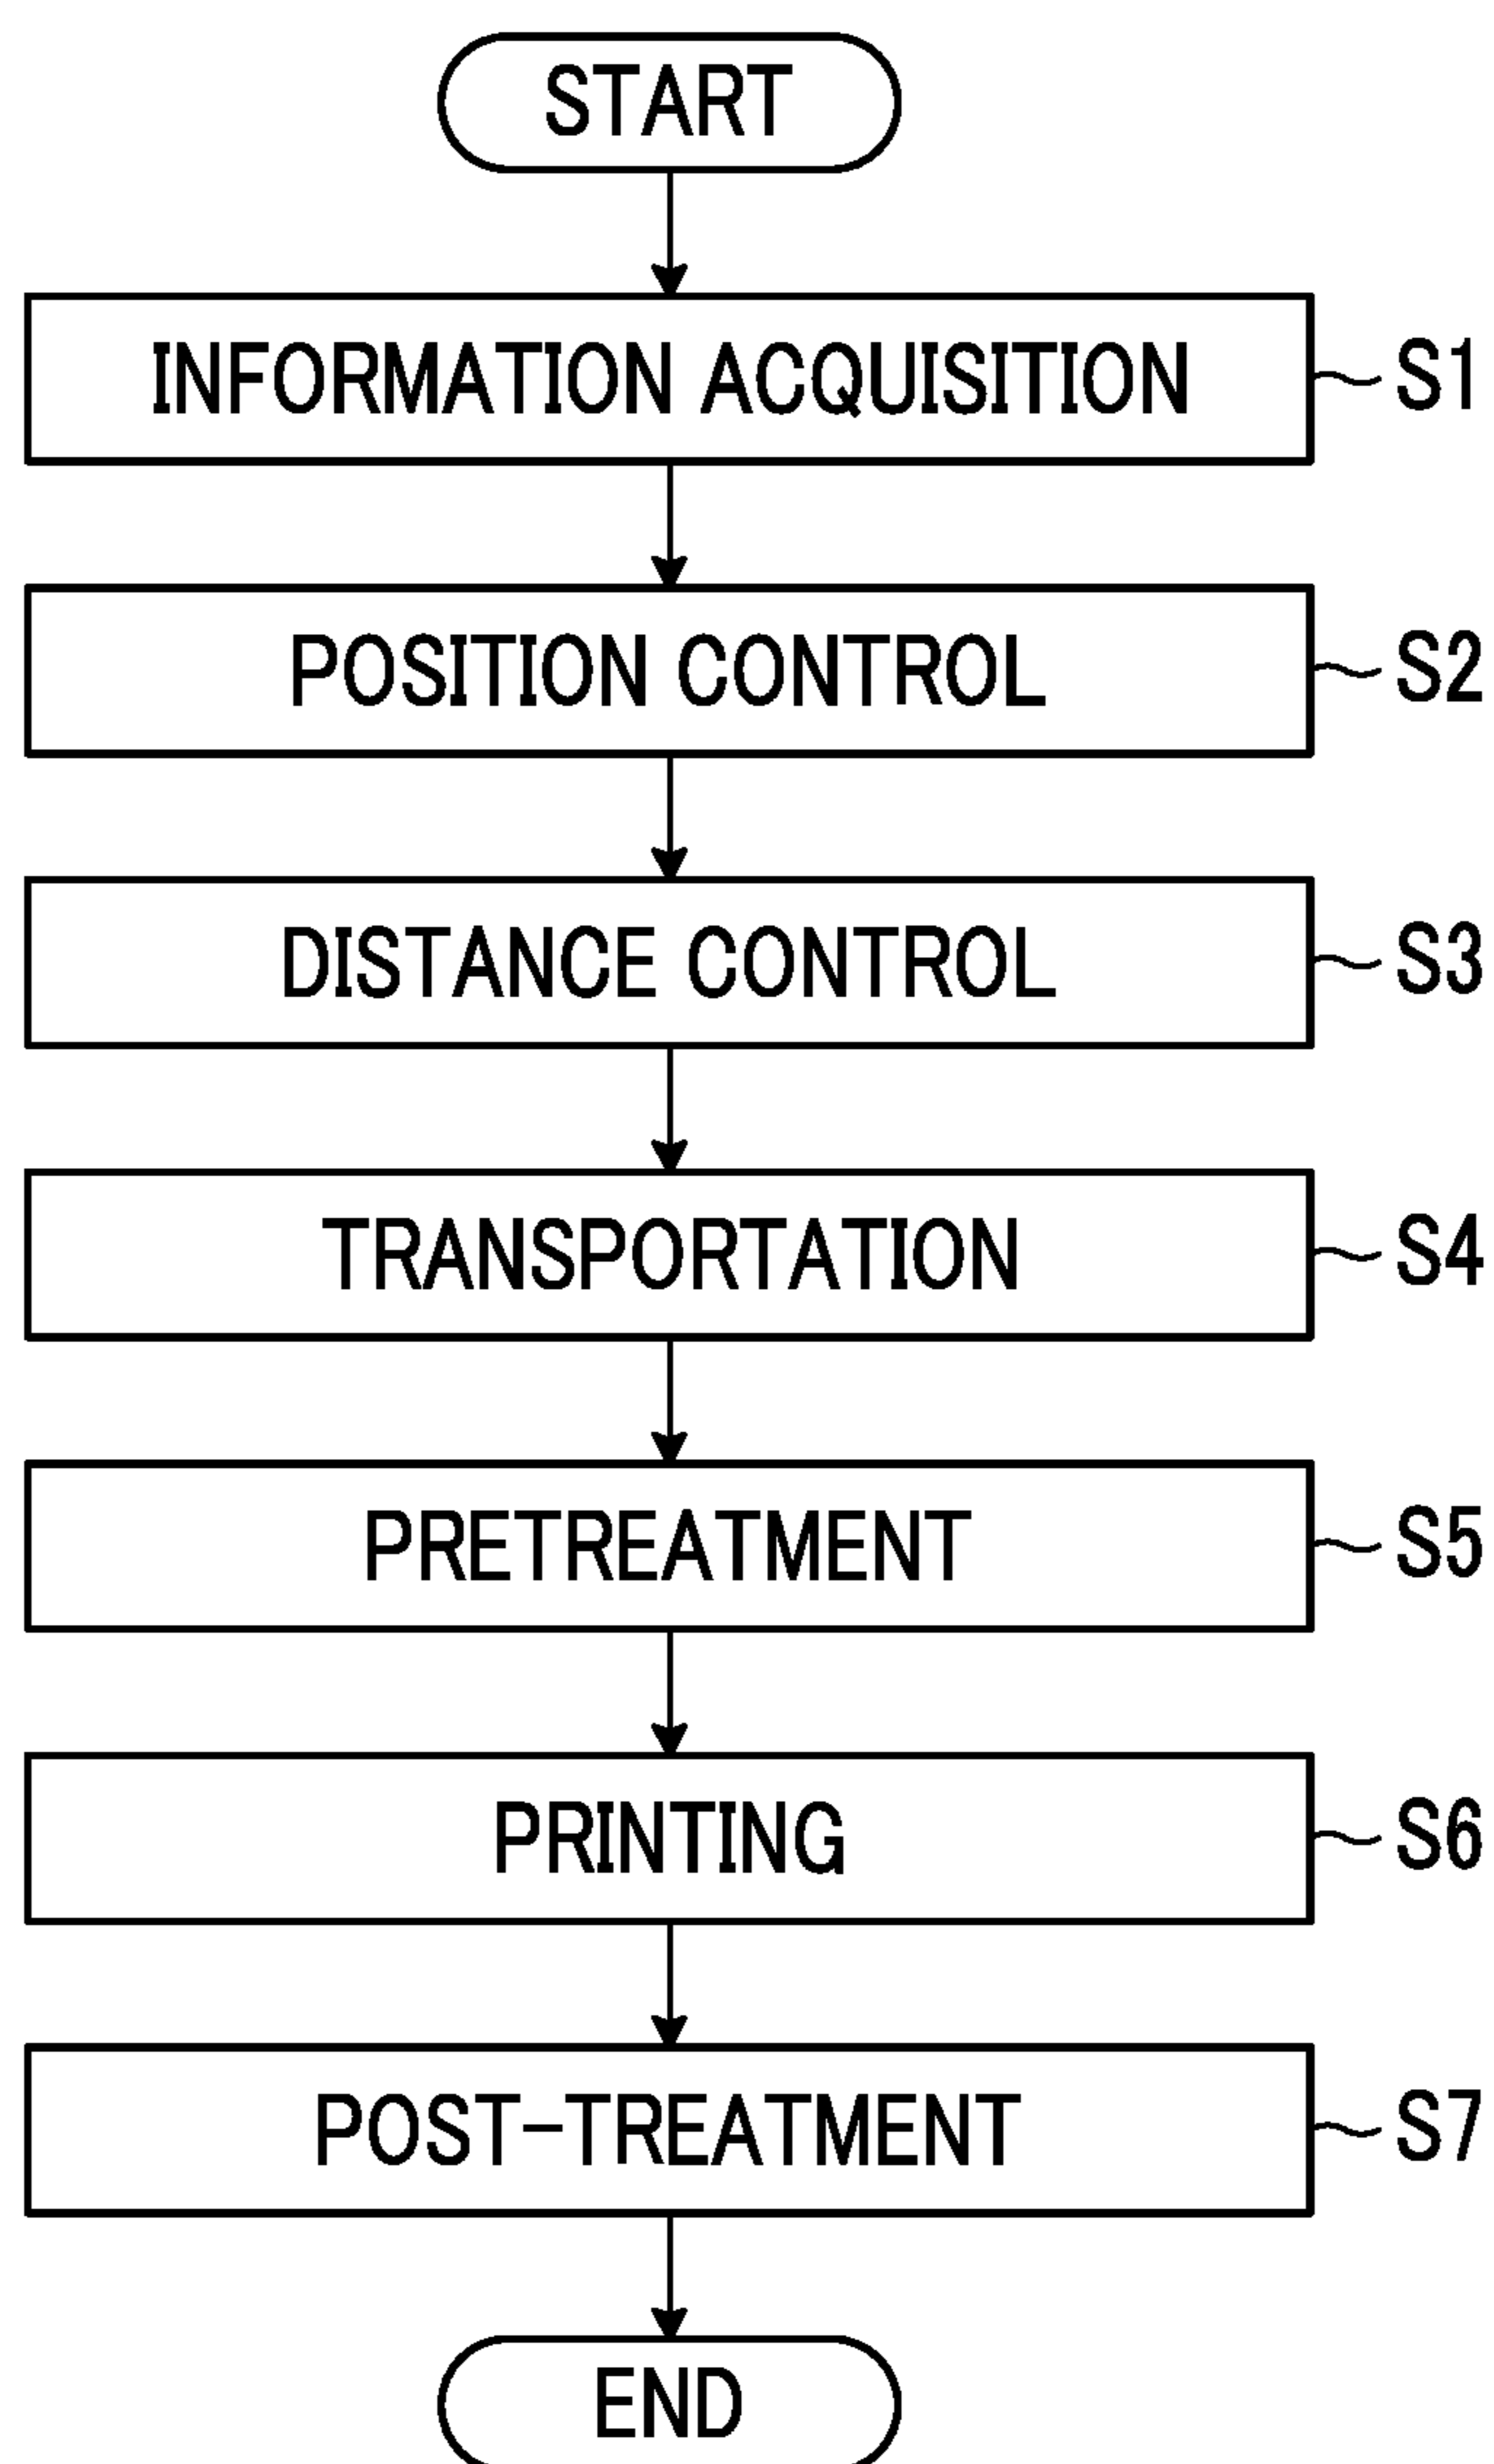 START
INFORMATION ACQUISITION S1
POSITION CONTROL S2
DISTANCE CONTROL S3
TRANSPORTATION S4
PRETREATMENT S5
PRINTING S6
POST-TREATMENT S7
END